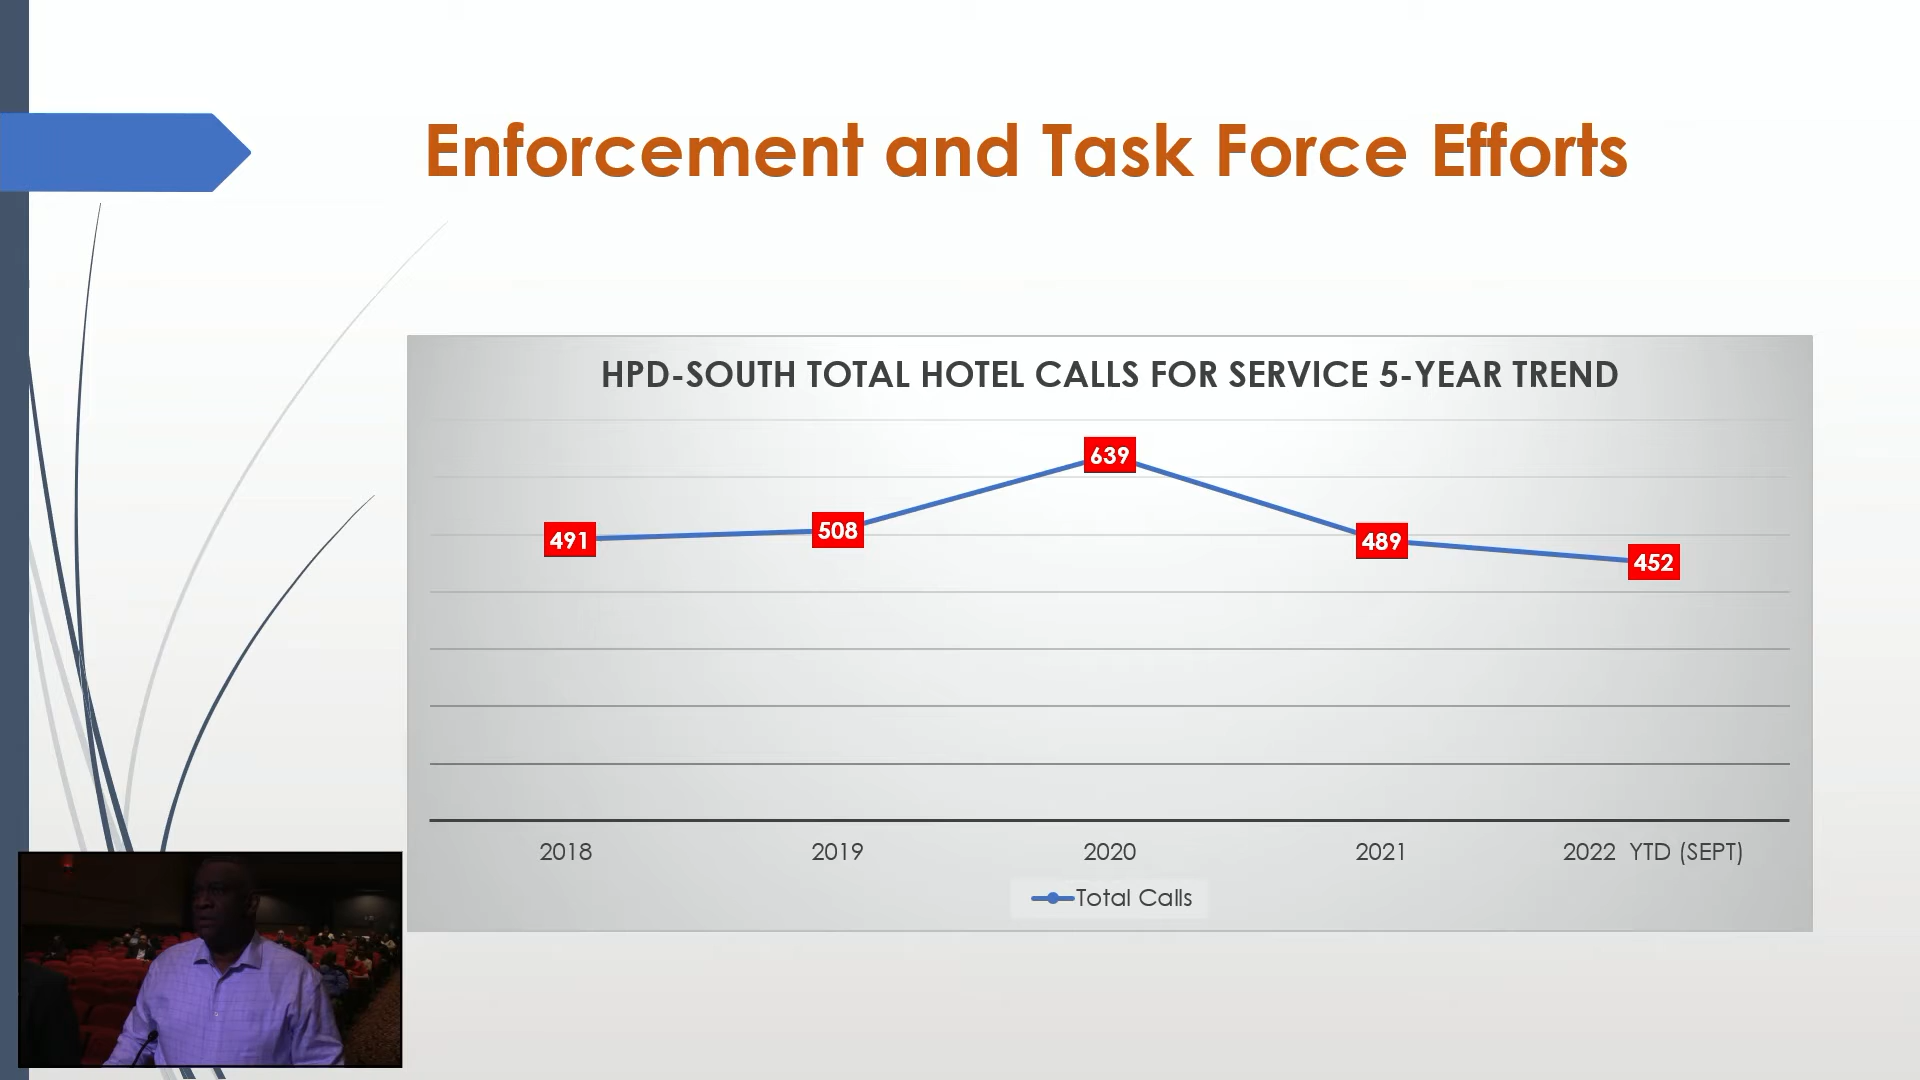 Enforcement and Task Force Efforts
HPD-SOUTH TOTAL HOTEL CALLS FOR SERVICE 5-YEAR TREND
639
508
491
489
452
2018 2019 2020 2021 2022 YTD (SEPT)
Total Calls